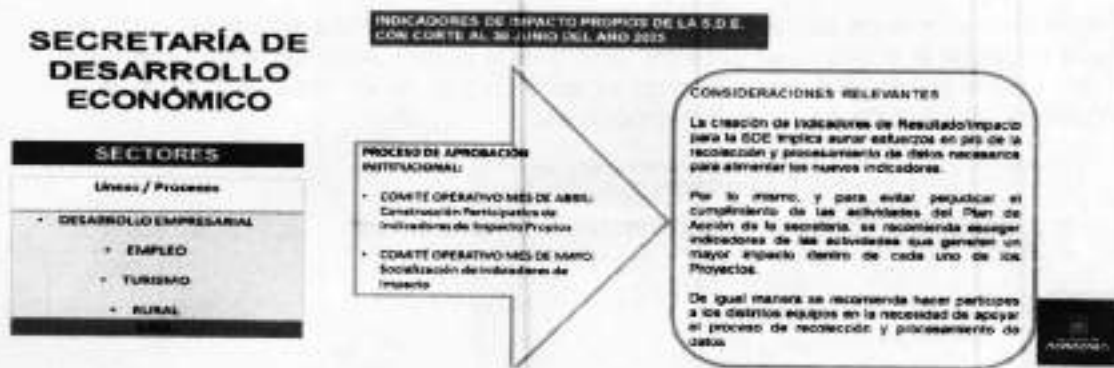 SECRETARÍA DE
DESARROLLO
ECONÓMICO
SECTORES
Líneas / Procesos
• DESARROLLO EMPRESARIAL
• EMPLEO
• TURISMO
• RURAL
INDICADORES DE IMPACTO PROPIOS DE LA S.D.E.
CON CORTE AL 30 JUNIO DEL AÑO
PROCESO DE APROBACIÓN
INSTITUCIONAL:
• COMITÉ OPERATIVO MES DE ABRIL:
Construcción Participativa de
Indicadores de Impacto Propios
• COMITÉ OPERATIVO MES DE MAYO:
Socialización de Indicadores de
Impacto
CONSIDERACIONES RELEVANTES
La creación de Indicadores de Resultado/Impacto
para la SDE implica aunar esfuerzos en pro de la
recolección y procesamiento de datos necesarios
para alimentar los nuevos indicadores.
Por lo mismo, y para evitar perjudicar el
cumplimiento de las actividades del Plan de
Acción de la secretaría, se recomienda escoger
indicadores de las actividades que generen un
mayor impacto dentro de cada uno de los
Proyectos.
De igual manera se recomienda hacer partícipes
a los distintos equipos en la necesidad de apoyar
el proceso de recolección y procesamiento de
datos